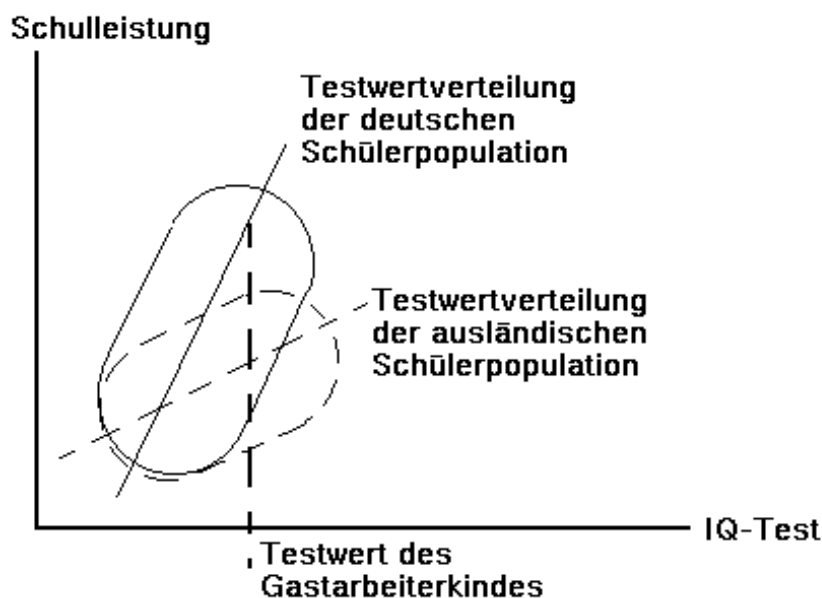 Schulleistung
Testwertverteilung
der deutschen
Schülerpopulation
Testwertverteilung
der ausländischen
Schülerpopulation
IQ-Test
Testwert des
Gastarbeiterkindes